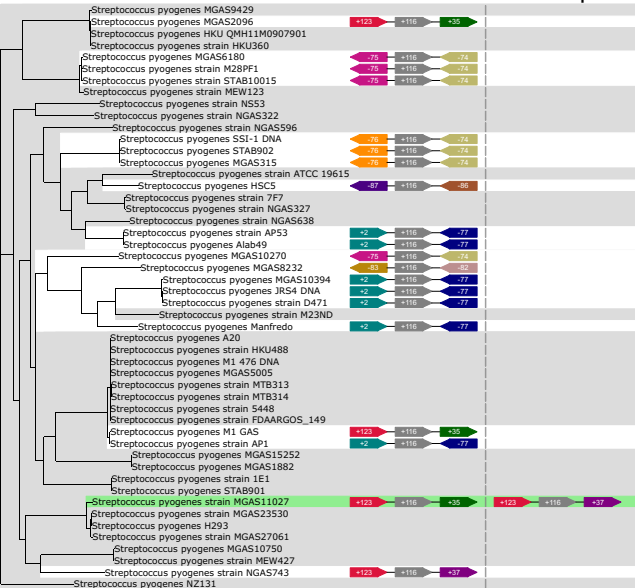 Streptococcus pyogenes MGAS9429
Streptococcus pyogenes MGAS2096 +123 +116 +35
Streptococcus pyogenes HKU QMH11M0907901
Streptococcus pyogenes strain HKU360
Streptococcus pyogenes MGAS6180 -75 +116 -74
Streptococcus pyogenes strain M28PF1 -75 +116 -74
Streptococcus pyogenes STAB10015 -75 +116 -74
Streptococcus pyogenes strain MEW123
Streptococcus pyogenes strain NS53
Streptococcus pyogenes NGAS322
Streptococcus pyogenes strain NGAS596
Streptococcus pyogenes SSI-1 DNA -76 +116 -74
Streptococcus pyogenes STAB902 -76 +116 -74
Streptococcus pyogenes MGAS315 -76 +116 -74
Streptococcus pyogenes strain ATCC 19615
Streptococcus pyogenes HSC5 -87 +116 -86
Streptococcus pyogenes strain 7F7
Streptococcus pyogenes strain NGAS327
Streptococcus pyogenes NGAS638
Streptococcus pyogenes strain AP53 +2 +116 -77
Streptococcus pyogenes Alab49 +2 +116 -77
Streptococcus pyogenes MGAS10270 -75 +116 -74
Streptococcus pyogenes MGAS8232 -83 +116 -82
Streptococcus pyogenes MGAS10394 +2 +116 -77
Streptococcus pyogenes JRS4 DNA +2 +116 -77
Streptococcus pyogenes strain D471 +2 +116 -77
Streptococcus pyogenes strain M23ND
Streptococcus pyogenes Manfredo +2 +116 -77
Streptococcus pyogenes A20
Streptococcus pyogenes strain HKU488
Streptococcus pyogenes M1 476 DNA
Streptococcus pyogenes MGAS5005
Streptococcus pyogenes strain MTB313
Streptococcus pyogenes strain MTB314
Streptococcus pyogenes strain 5448
Streptococcus pyogenes strain FDAARGOS_149
Streptococcus pyogenes M1 GAS +123 +116 +35
Streptococcus pyogenes strain AP1 +2 +116 -77
Streptococcus pyogenes MGAS15252
Streptococcus pyogenes MGAS1882
Streptococcus pyogenes strain 1E1
Streptococcus pyogenes STAB901
Streptococcus pyogenes strain MGAS11027 +123 +116 +35 +123 +116 +37
Streptococcus pyogenes strain MGAS23530
Streptococcus pyogenes H293
Streptococcus pyogenes strain MGAS27061
Streptococcus pyogenes MGAS10750
Streptococcus pyogenes strain MEW427
Streptococcus pyogenes strain NGAS743 +123 +116 +37
Streptococcus pyogenes NZ131